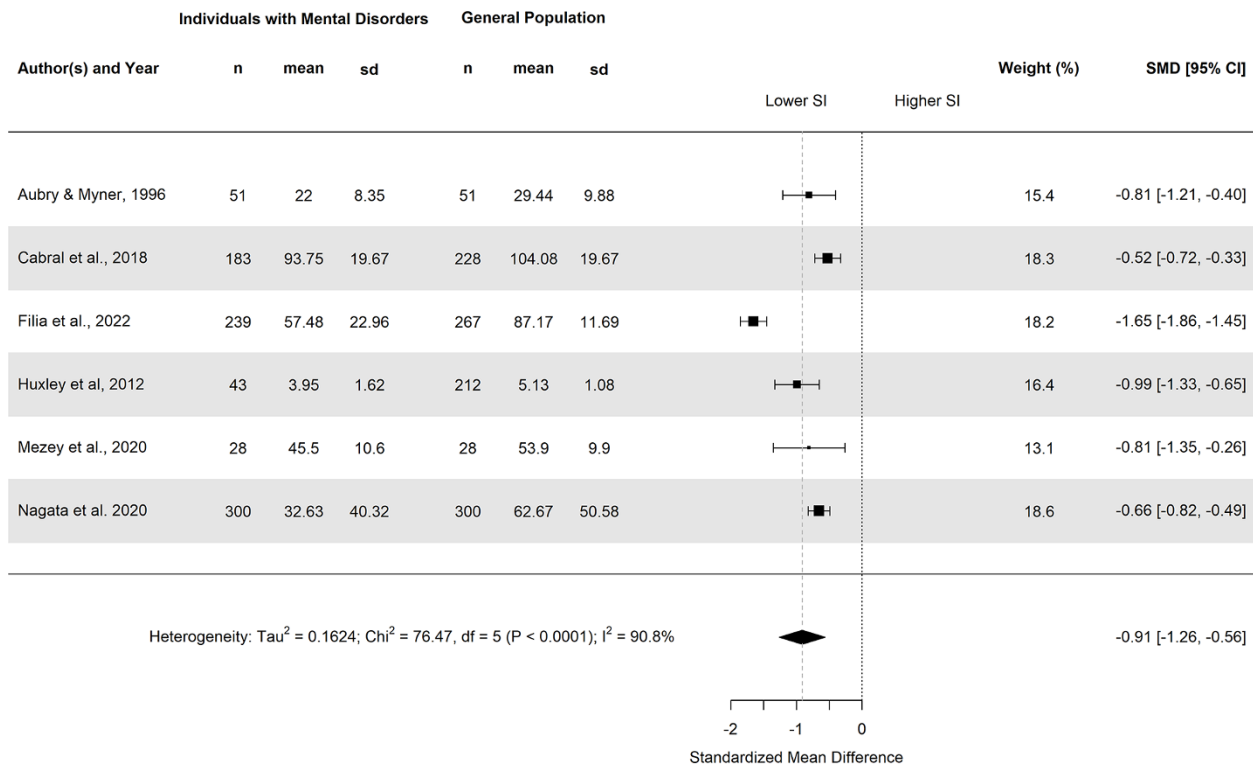 Individuals with Mental Disorders General Population
Author(s) and Year n mean sd n mean sd Weight (%) SMD [95% CI]
Lower SI Higher SI
Aubry & Myner, 1996 51 22 8.35 51 29.44 9.88 15.4 -0.81 [-1.21, -0.40]
Cabral et al., 2018 183 93.75 19.67 228 104.08 19.67 18.3 -0.52 [-0.72, -0.33]
Filia et al., 2022 239 57.48 22.96 267 87.17 11.69 18.2 -1.65 [-1.86, -1.45]
Huxley et al, 2012 43 3.95 1.62 212 5.13 1.08 16.4 -0.99 [-1.33, -0.65]
Mezey et al., 2020 28 45.5 10.6 28 53.9 9.9 13.1 -0.81 [-1.35, -0.26]
Nagata et al. 2020 300 32.63 40.32 300 62.67 50.58 18.6 -0.66 [-0.82, -0.49]
Heterogeneity: Tau² = 0.1624; Chi² = 76.47, df = 5 (P < 0.0001); I² = 90.8% -0.91 [-1.26, -0.56]
-2 -1 0
Standardized Mean Difference